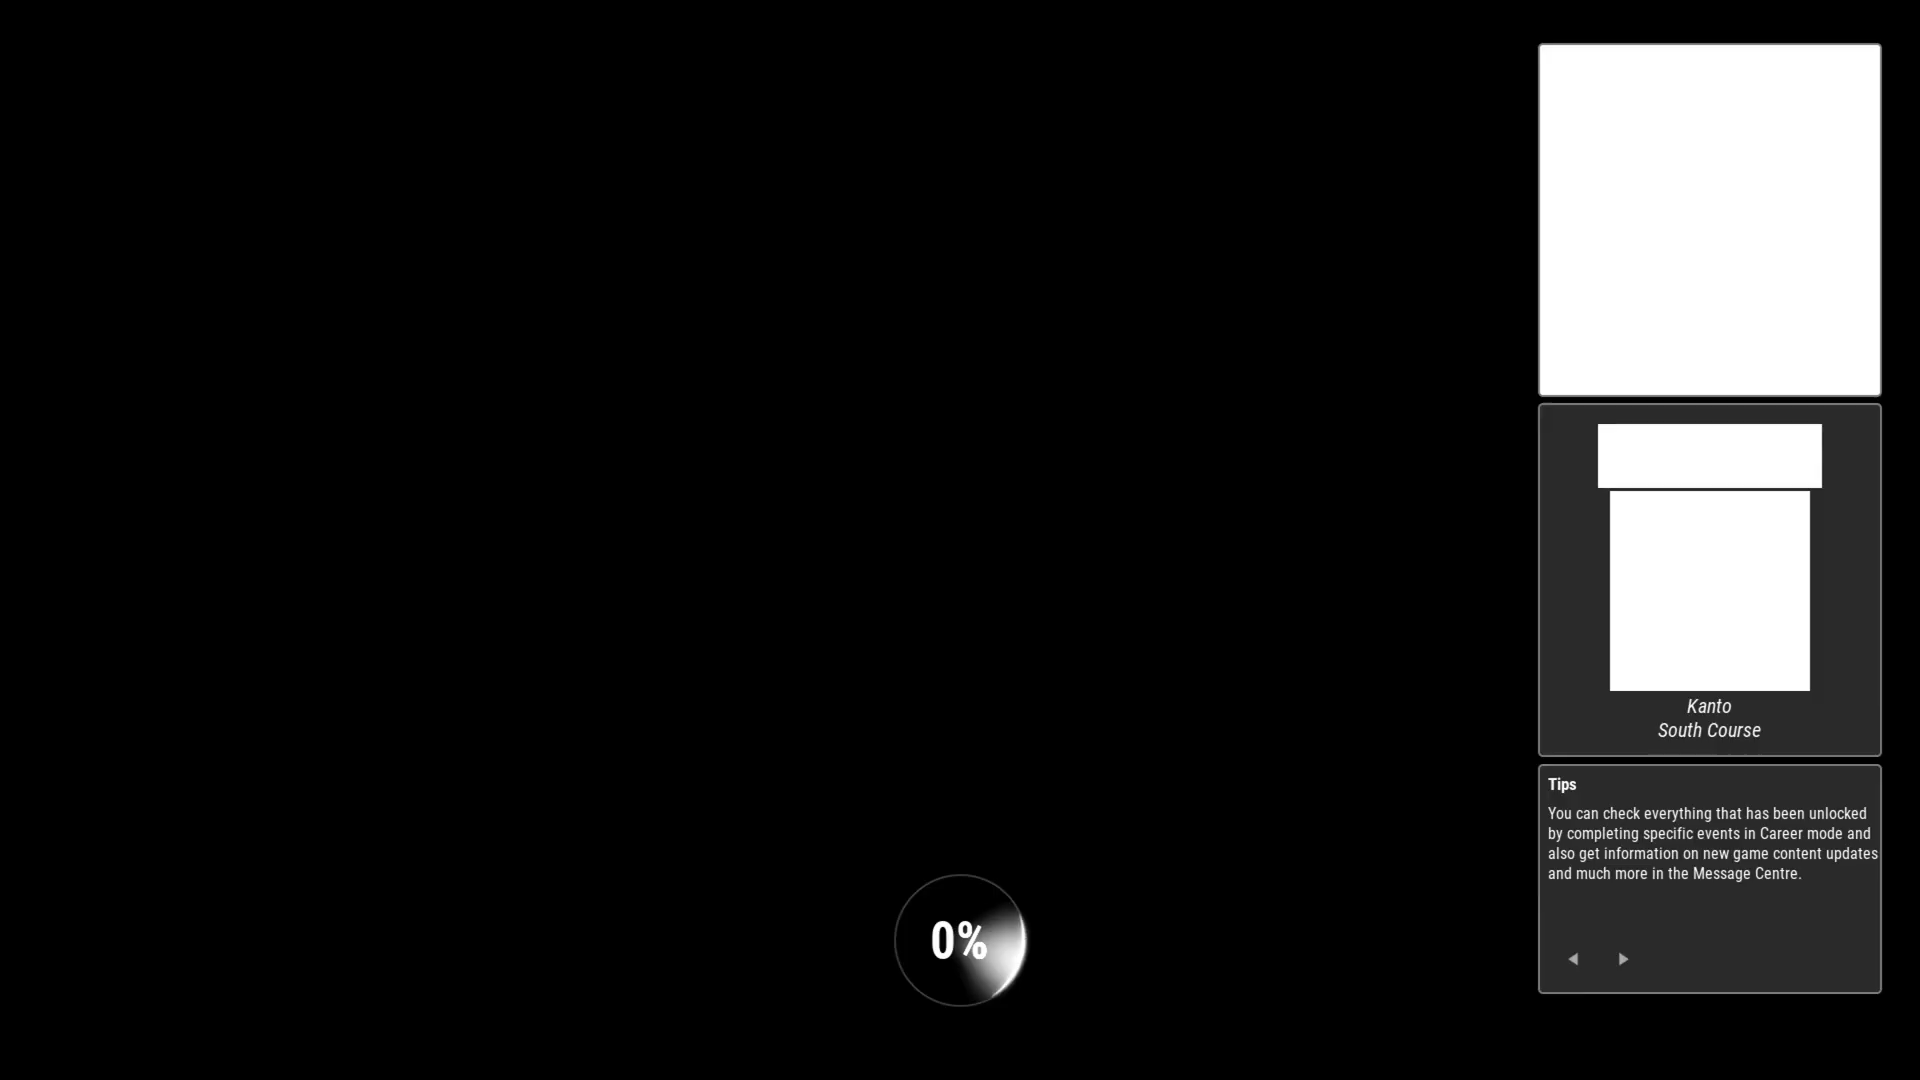 Kanto
South Course
Tips
You can check everything that has been unlocked
by completing specific events in Career mode and
also get information on new game content updates
and much more in the Message Centre.
0%